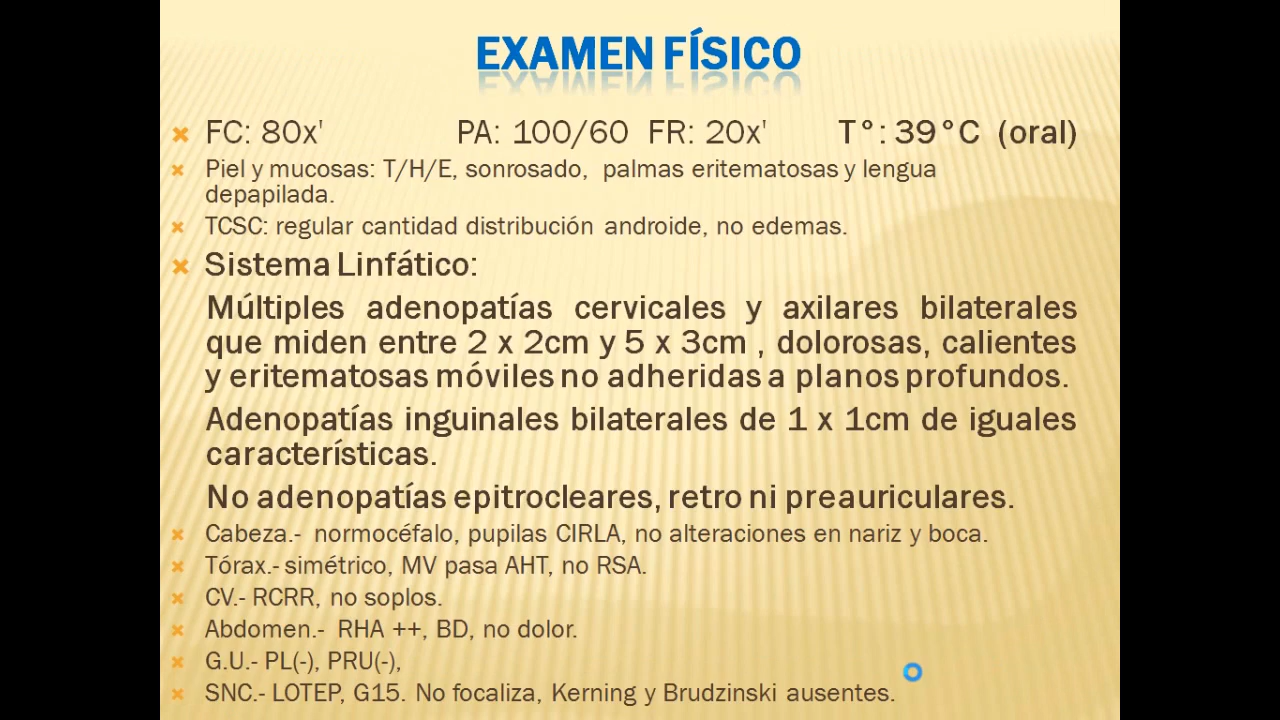 EXAMEN FÍSICO
FC: 80x' PA: 100/60 FR: 20x' T°: 39°C (oral)
Piel y mucosas: T/H/E, sonrosado, palmas eritematosas y lengua
depapilada.
TCSC: regular cantidad distribución androide, no edemas.
Sistema Linfático:
Múltiples adenopatías cervicales y axilares bilaterales
que miden entre 2 x 2cm y 5 x 3cm , dolorosas, calientes
y eritematosas móviles no adheridas a planos profundos.
Adenopatías inguinales bilaterales de 1 x 1cm de iguales
características.
No adenopatías epitrocleares, retro ni preauriculares.
Cabeza.- normocéfalo, pupilas CIRLA, no alteraciones en nariz y boca.
Tórax.- simétrico, MV pasa AHT, no RSA.
CV.- RCRR, no soplos.
Abdomen.- RHA ++, BD, no dolor.
G.U.- PL(-), PRU(-),
SNC.- LOTEP, G15. No focaliza, Kerning y Brudzinski ausentes.